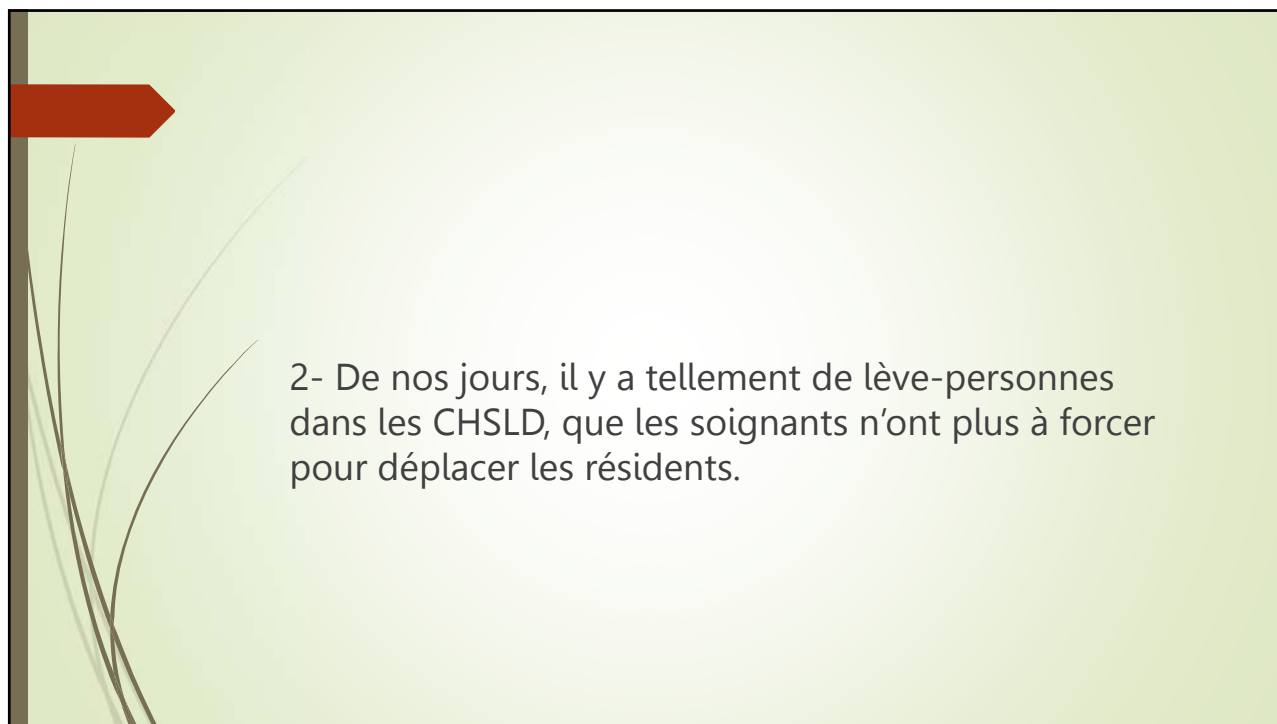 2- De nos jours, il y a tellement de lève-personnes
dans les CHSLD, que les soignants n’ont plus à forcer
pour déplacer les résidents.